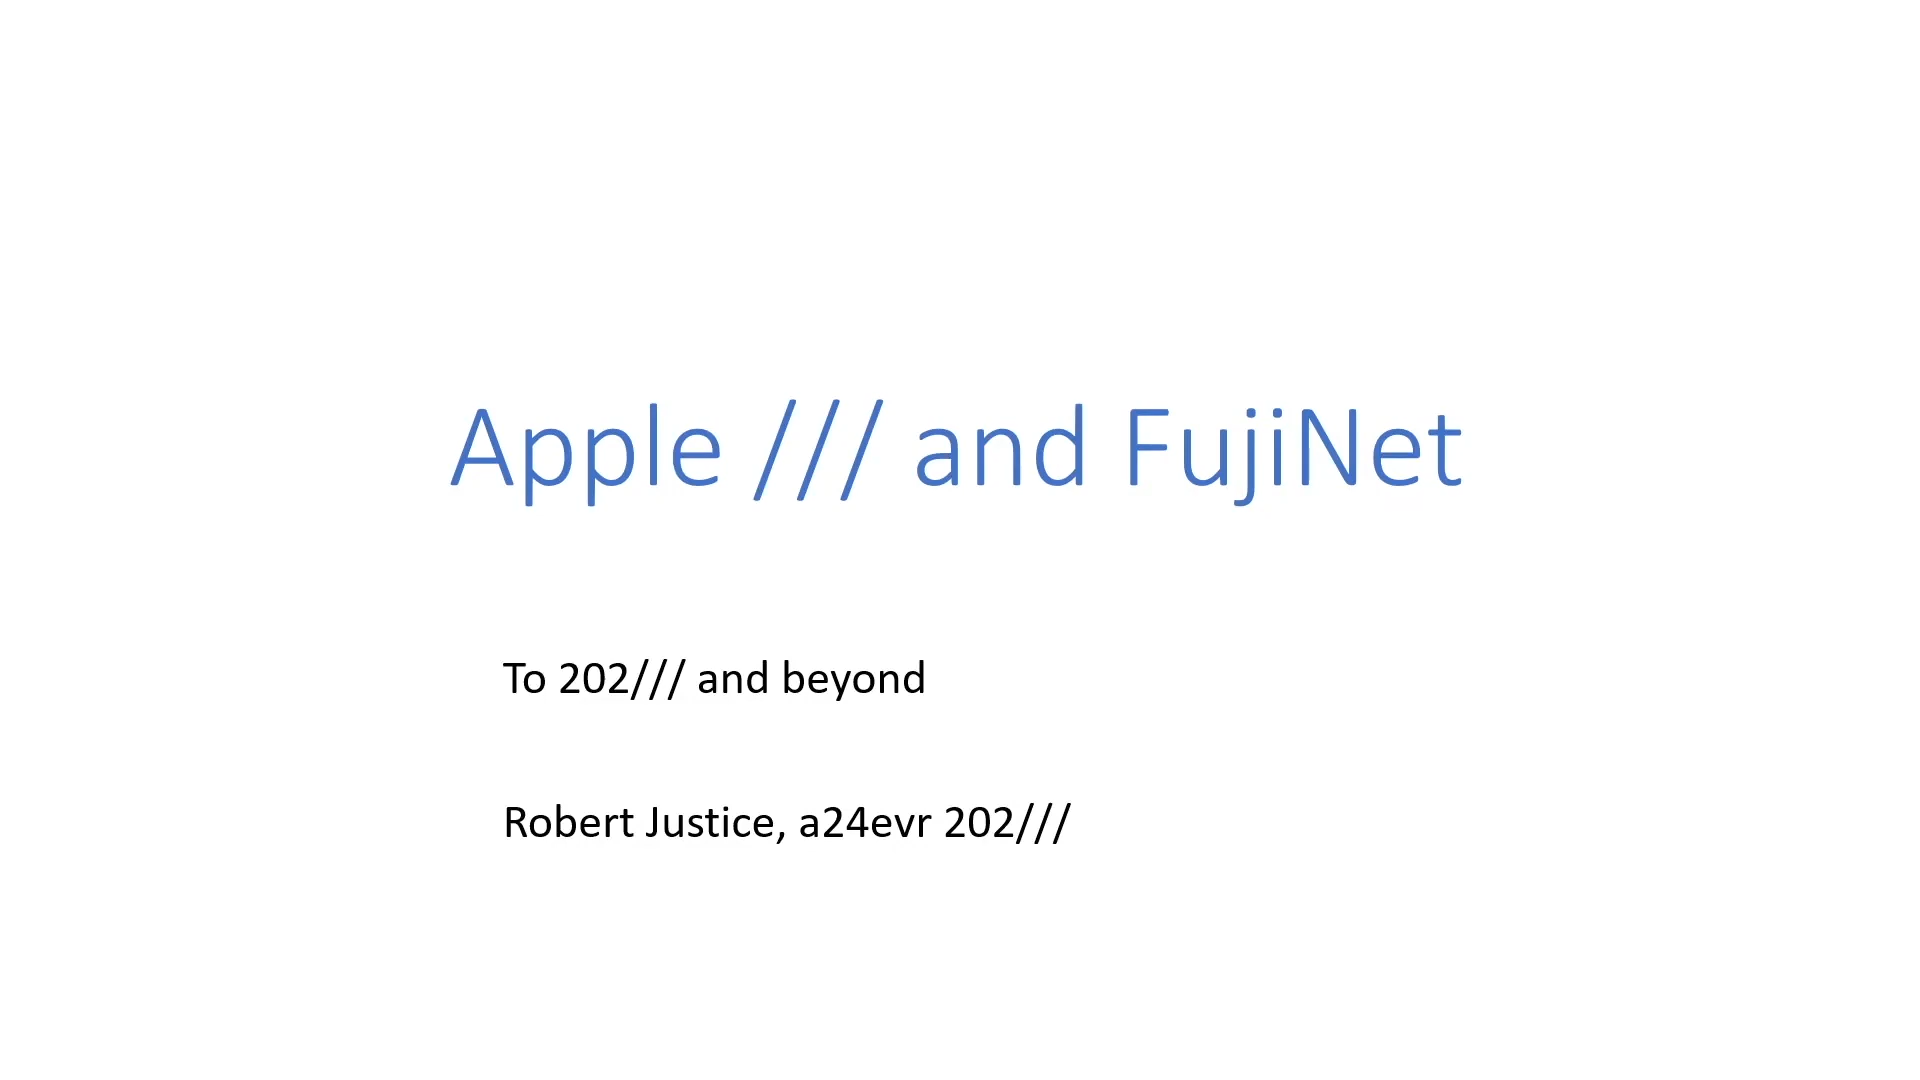 Apple /// and FujiNet
To 202/// and beyond
Robert Justice, a24evr 202///